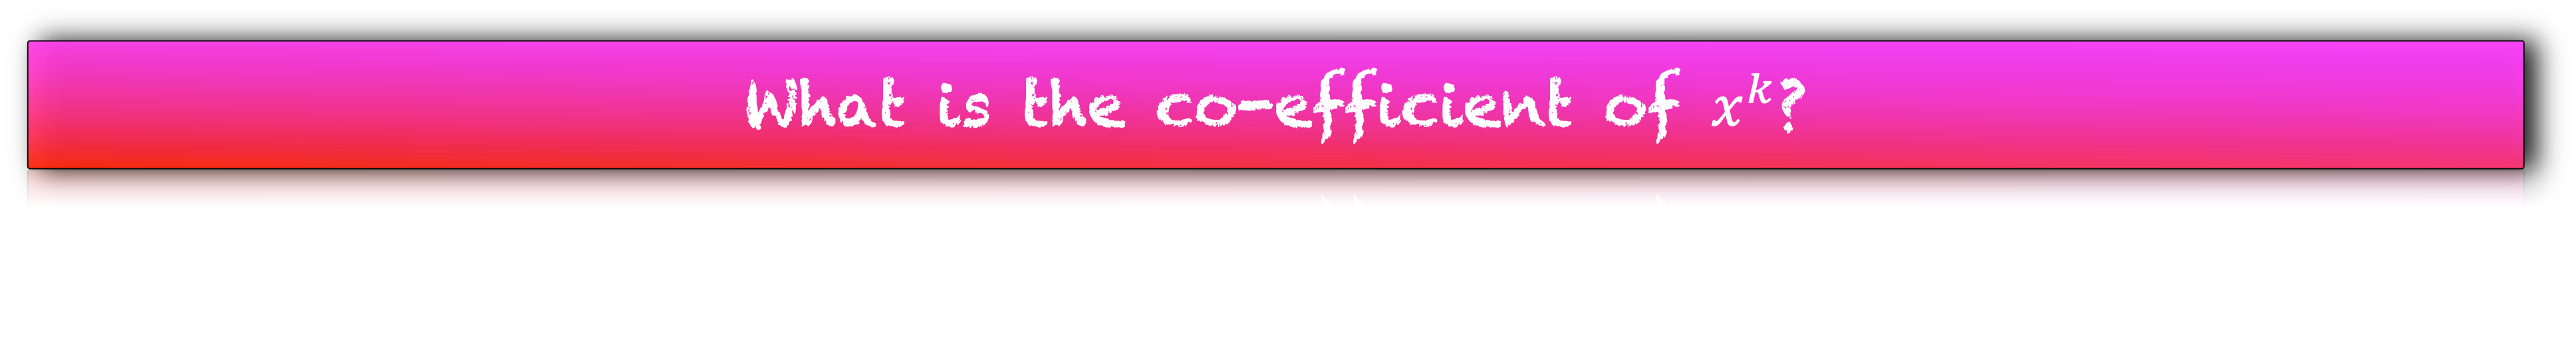 What is the co-efficient of $x^k$?